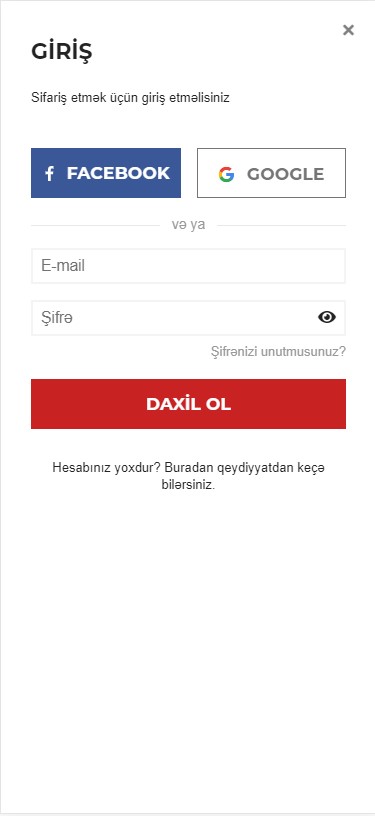 GİRİŞ
Sifariş etmək üçün giriş etməlisiniz
FACEBOOK
GOOGLE
və ya
E-mail
Şifrə
Şifrənizi unutmusunuz?
DAXİL OL
Hesabınız yoxdur? Buradan qeydiyyatdan keçə
bilərsiniz.